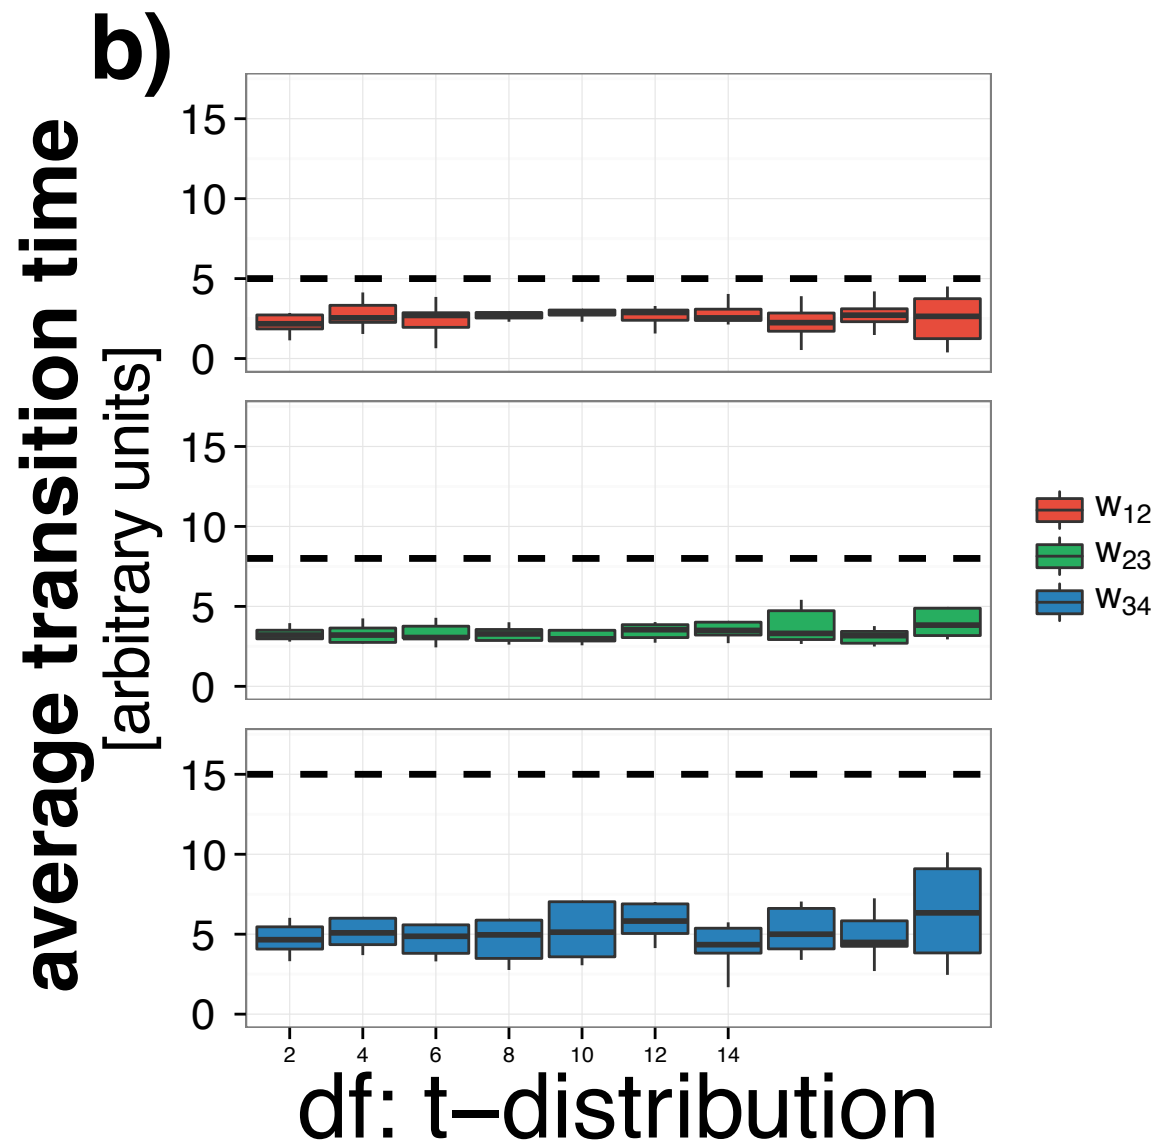 b)
average transition time
[arbitrary units]
15
10
5
0
15
10
5
0
15
10
5
0
2 4 6 8 10 12 14
df: t−distribution
w12
w23
w34